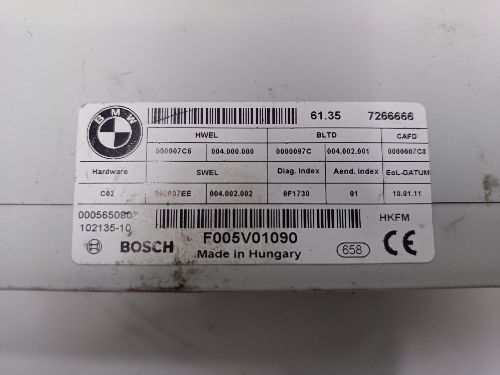 BMW
61.35 7266666
HWEL BLTD CAFD
000007C6 004.000.000 0000097C 004.002.001 000007C8
Hardware SWEL Diag. Index Aend. Index EoL-DATUM
C02 004.002.002 0F1730 01 10.01.11
HKFM
102135-10
BOSCH F005V01090
Made in Hungary 658 CE